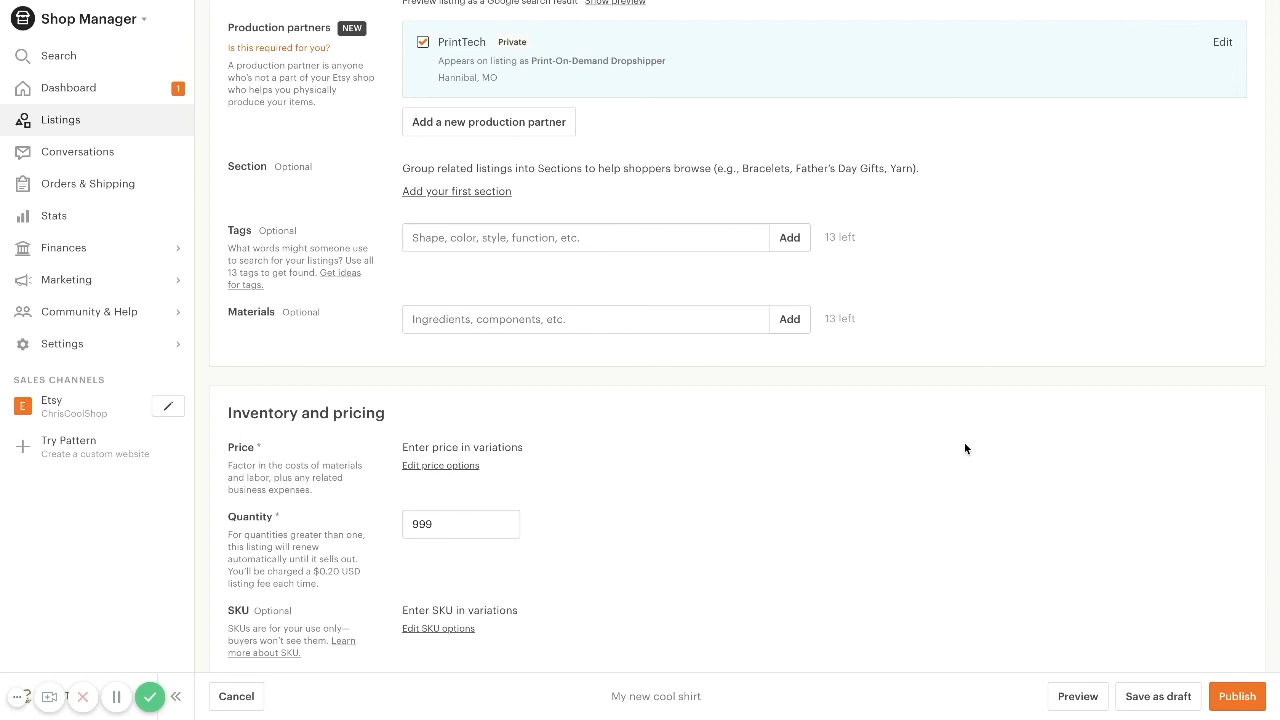 Shop Manager
Search
Dashboard
1
Listings
Conversations
Orders & Shipping
Stats
Finances
Marketing
Community & Help
Settings
SALES CHANNELS
E
Etsy
ChrisCoolShop
Try Pattern
Create a custom website
Preview listing as a Google search result Show preview
Production partners NEW
Is this required for you?
A production partner is anyone
who's not a part of your Etsy shop
who helps you physically
produce your items.
PrintTech Private
Edit
Appears on listing as Print-On-Demand Dropshipper
Hannibal, MO
Add a new production partner
Section Optional
Group related listings into Sections to help shoppers browse (e.g., Bracelets, Father's Day Gifts, Yarn).
Add your first section
Tags Optional
What words might someone use
to search for your listings? Use all
13 tags to get found. Get ideas
for tags.
Shape, color, style, function, etc.
Add
13 left
Materials Optional
Ingredients, components, etc.
Add
13 left
Inventory and pricing
Price *
Factor in the costs of materials
and labor, plus any related
business expenses.
Enter price in variations
Edit price options
Quantity *
For quantities greater than one,
this listing will renew
automatically until it sells out.
You'll be charged a $0.20 USD
listing fee each time.
999
SKU Optional
SKUs are for your use only—
buyers won't see them. Learn
more about SKU.
Enter SKU in variations
Edit SKU options
Cancel
My new cool shirt
Preview
Save as draft
Publish